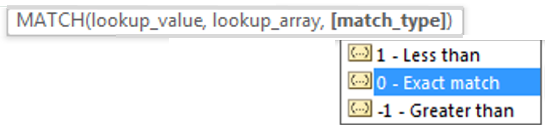 MATCH(lookup_value, lookup_array, [match_type])
(...) 1 - Less than
(...) 0 - Exact match
(...) -1 - Greater than